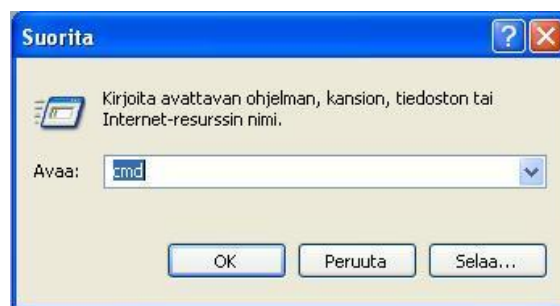 Suorita
Kirjoita avattavan ohjelman, kansion, tiedoston tai
Internet-resurssin nimi.
Avaa: cmd
OK Peruuta Selaa...